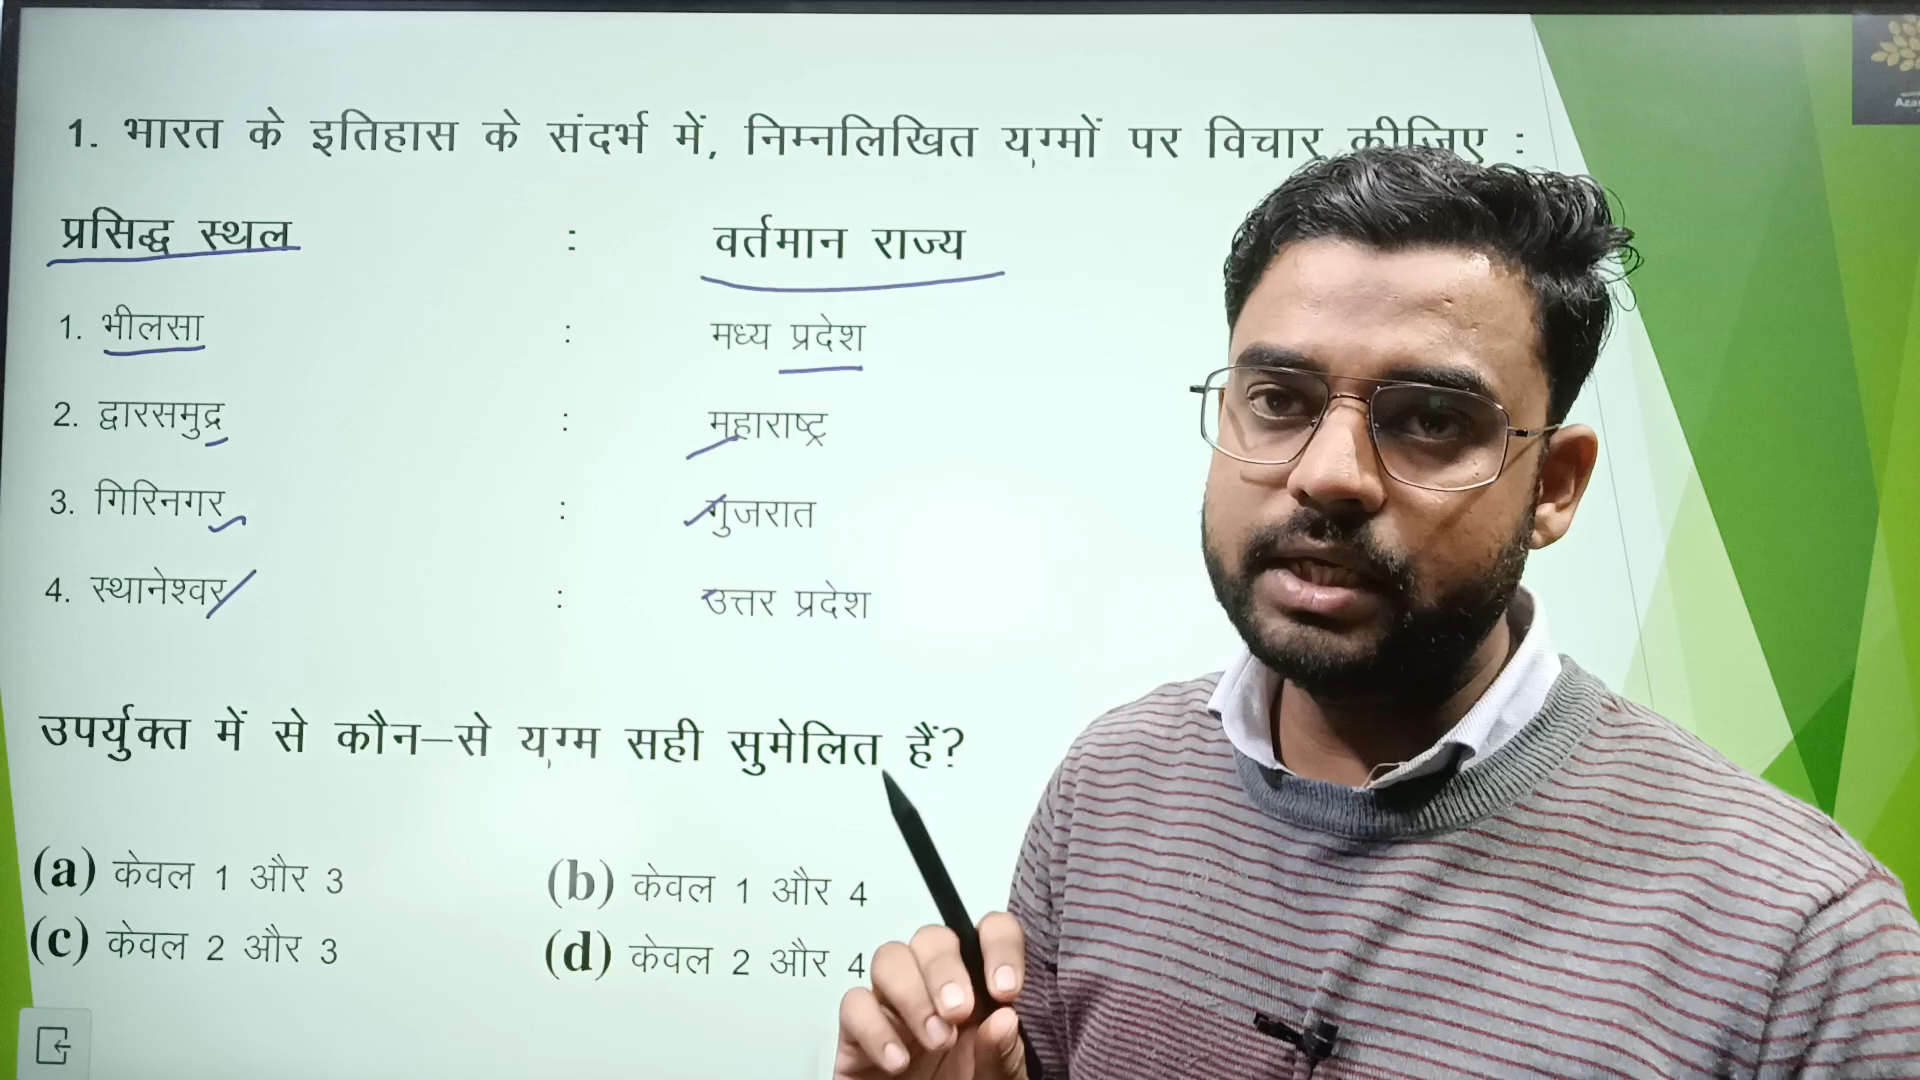 1. भारत के इतिहास के संदर्भ में, निम्नलिखित युग्मों पर विचार कीजिए :
प्रसिद्ध स्थल : वर्तमान राज्य
1. भीलसा : मध्य प्रदेश
2. द्वारसमुद्र : महाराष्ट्र
3. गिरिनगर : गुजरात
4. स्थानेश्वर : उत्तर प्रदेश
उपर्युक्त में से कौन–से युग्म सही सुमेलित हैं?
(a) केवल 1 और 3 (b) केवल 1 और 4
(c) केवल 2 और 3 (d) केवल 2 और 4